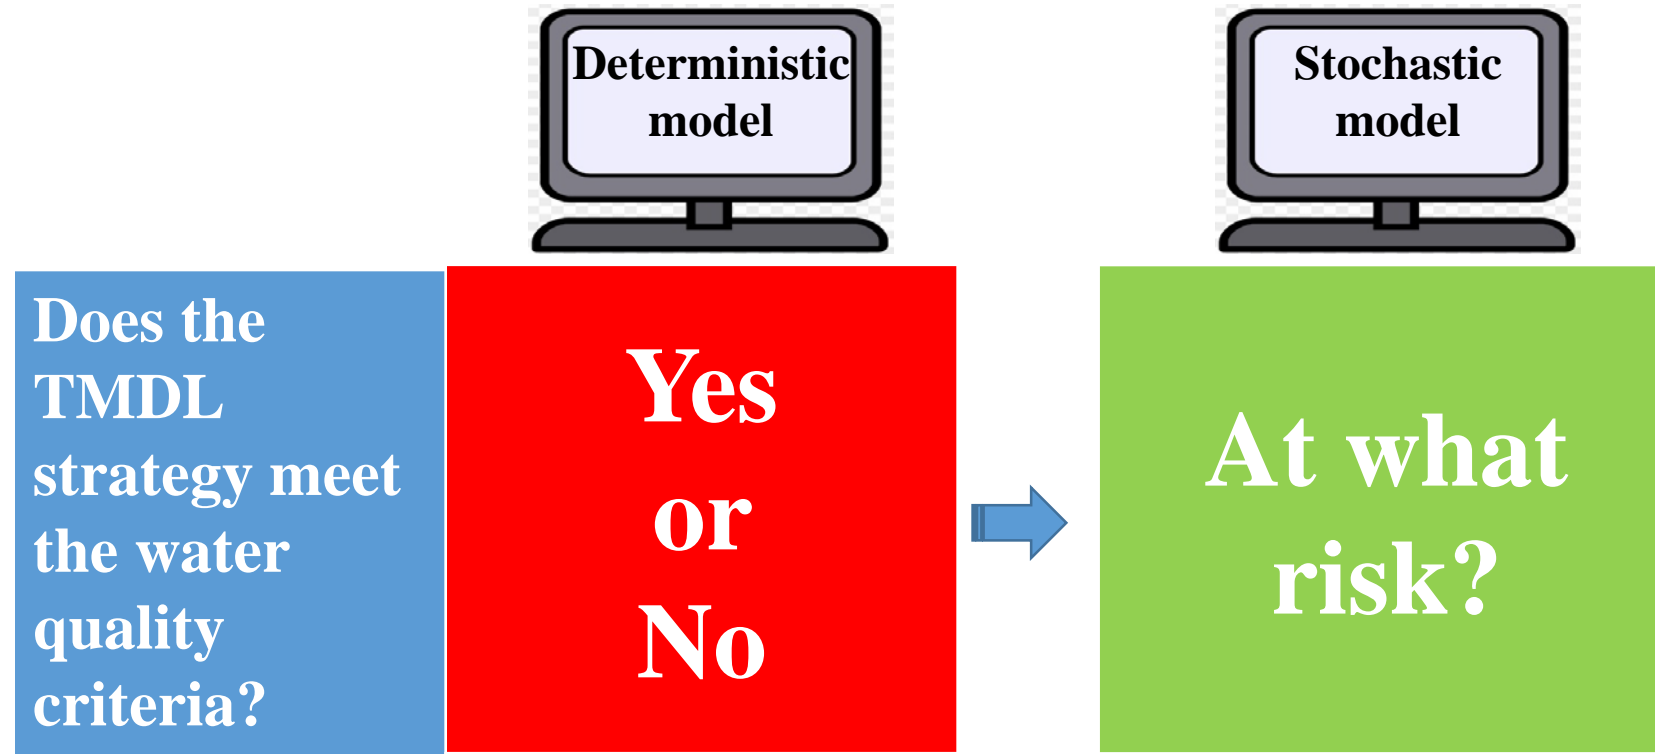 Deterministic
model
Stochastic
model
Does the
TMDL
strategy meet
the water
quality
criteria?
Yes
or
No
At what
risk?